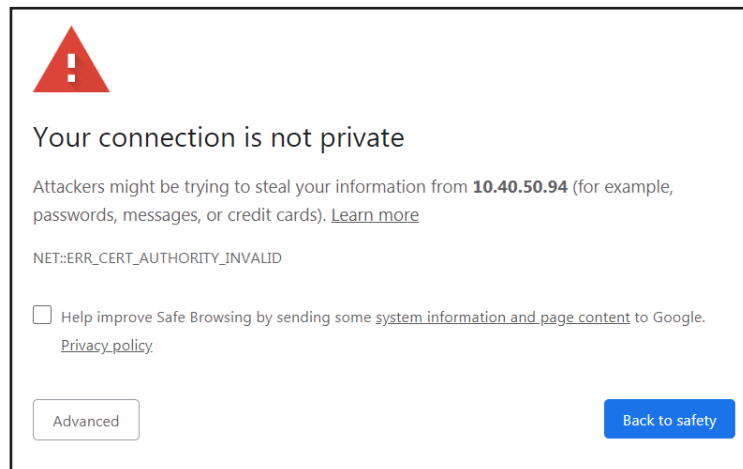 Your connection is not private
Attackers might be trying to steal your information from 10.40.50.94 (for example,
passwords, messages, or credit cards). Learn more
NET::ERR_CERT_AUTHORITY_INVALID
Help improve Safe Browsing by sending some system information and page content to Google.
Privacy policy
Advanced
Back to safety